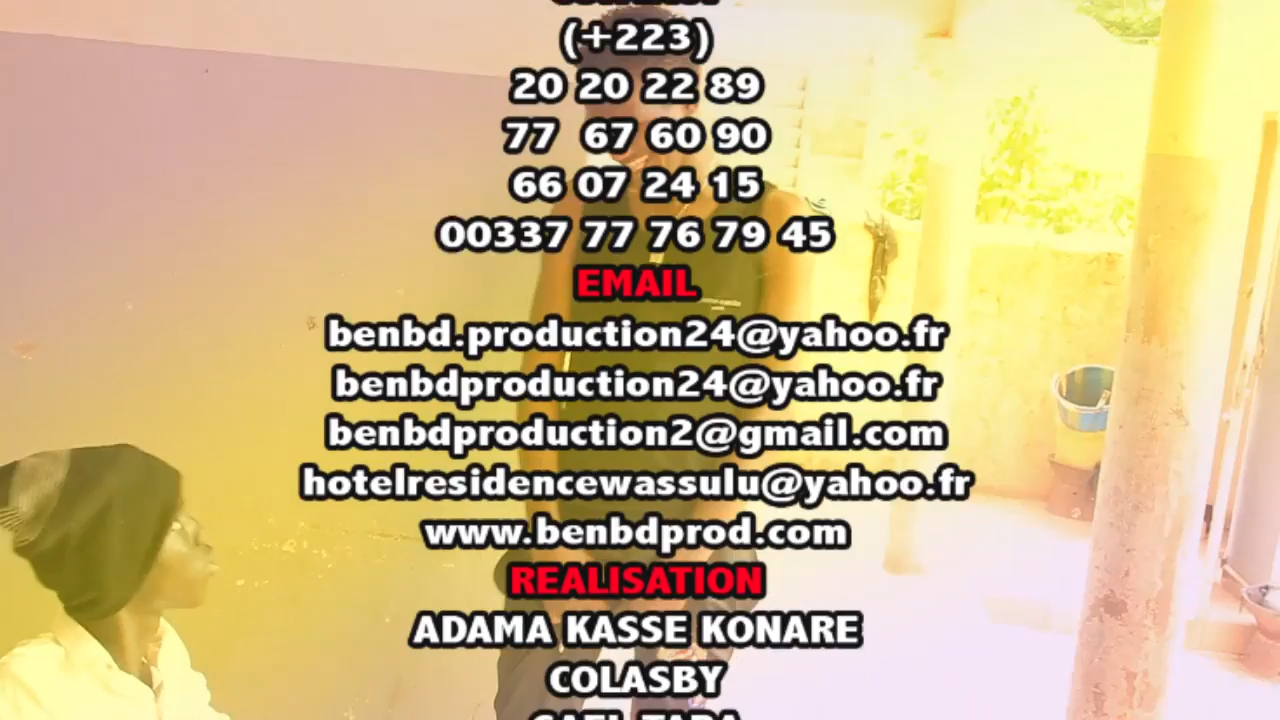 (+223)
20 20 22 89
77 67 60 90
66 07 24 15
00337 77 76 79 45
EMAIL
benbd.production24@yahoo.fr
benbdproduction24@yahoo.fr
benbdproduction2@gmail.com
hotelresidencewassulu@yahoo.fr
www.benbdprod.com
REALISATION
ADAMA KASSE KONARE
COLASBY